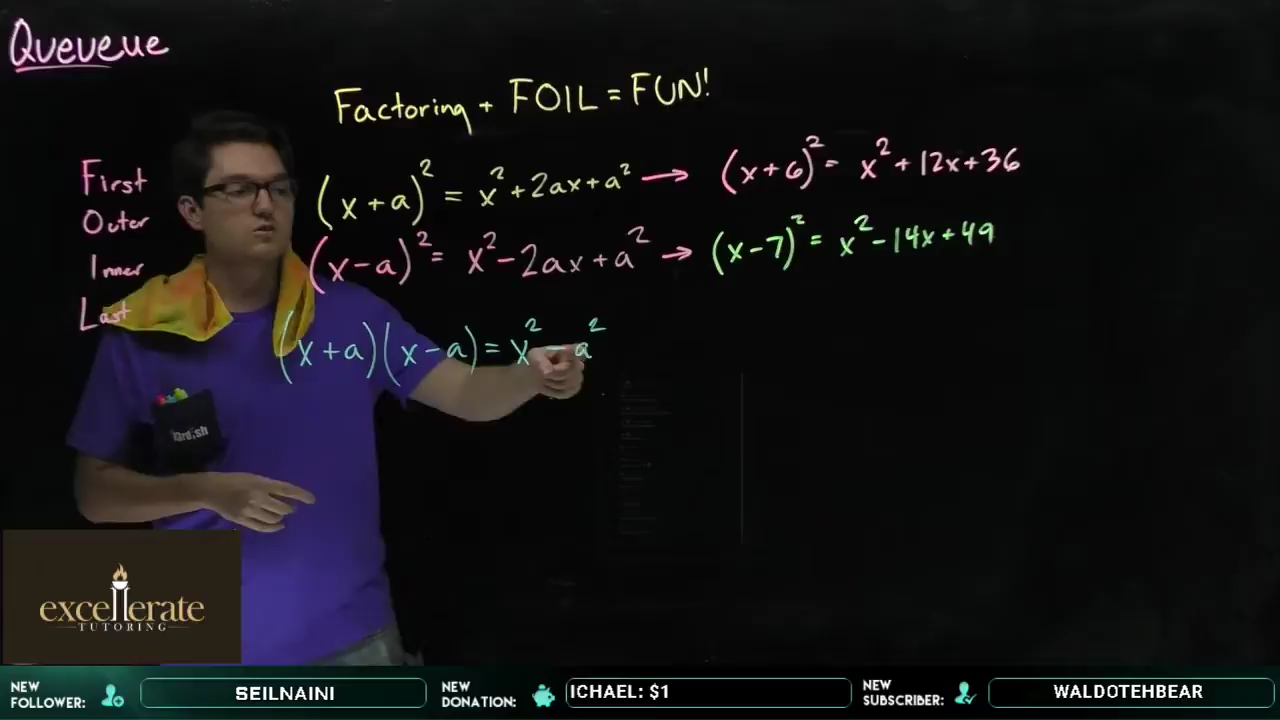 Queueue
Factoring + FOIL = FUN!
First
Outer
Inner
Last
(x+a)² = x²+2ax+a² → (x+6)² = x²+12x+36
(x-a)² = x²-2ax+a² → (x-7)² = x²-14x+49
(x+a)(x-a) = x²-a²
excellerate
TUTORING
NEW FOLLOWER: SEILNAINI
NEW DONATION: ICHAEL: $1
NEW SUBSCRIBER: WALDOTEHBEAR